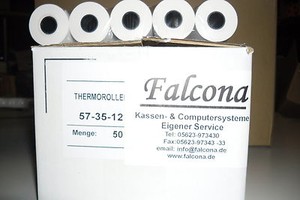 THERMOROLLE
57-35-12
Menge: 50
Falcona
Kassen- & Computersysteme
Eigener Service
Tel: 05623-973430
Fax:05623-97343 -33
email: info@falcona.de
www.falcona.de